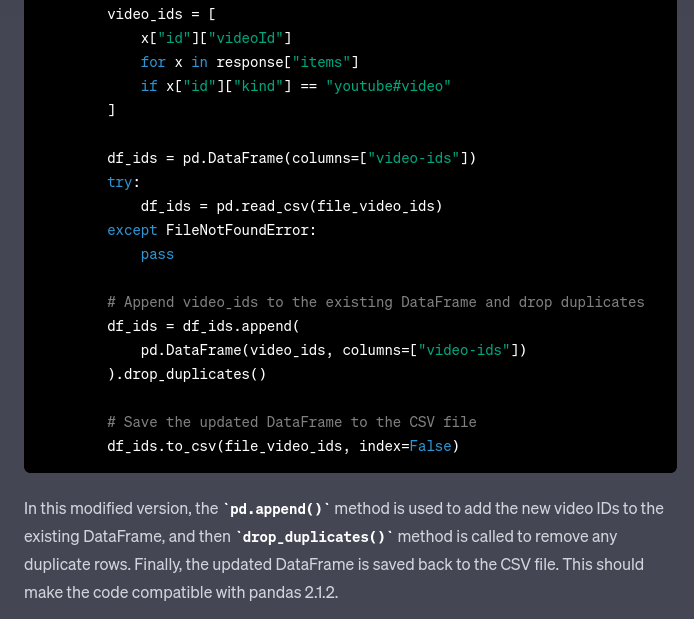 video_ids = [
x["id"]["videoId"]
for x in response["items"]
if x["id"]["kind"] == "youtube#video"
]
df_ids = pd.DataFrame(columns=["video-ids"])
try:
df_ids = pd.read_csv(file_video_ids)
except FileNotFoundError:
pass
# Append video_ids to the existing DataFrame and drop duplicates
df_ids = df_ids.append(
pd.DataFrame(video_ids, columns=["video-ids"])
).drop_duplicates()
# Save the updated DataFrame to the CSV file
df_ids.to_csv(file_video_ids, index=False)
In this modified version, the `pd.append()` method is used to add the new video IDs to the
existing DataFrame, and then `drop_duplicates()` method is called to remove any
duplicate rows. Finally, the updated DataFrame is saved back to the CSV file. This should
make the code compatible with pandas 2.1.2.